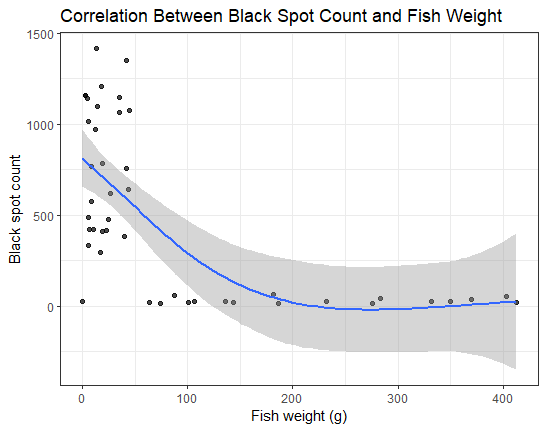 Correlation Between Black Spot Count and Fish Weight
1500
1000
500
0
Black spot count
0 100 200 300 400
Fish weight (g)